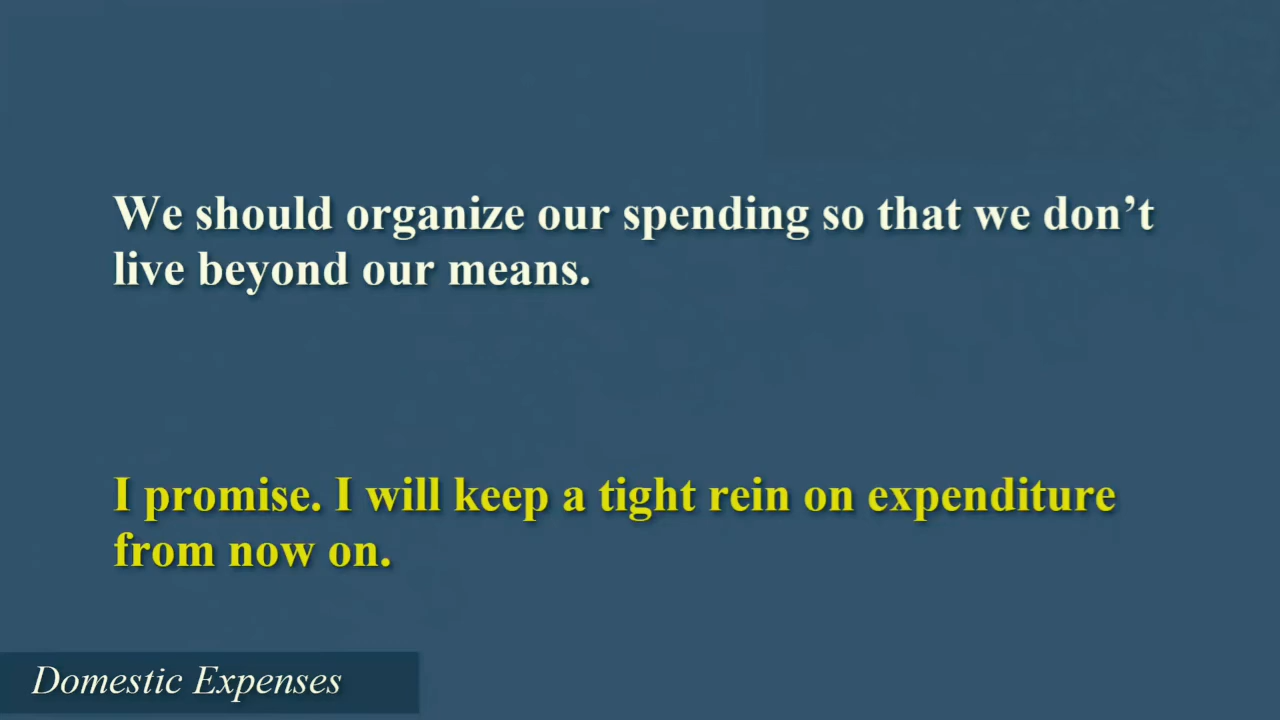 We should organize our spending so that we don’t
live beyond our means.
I promise. I will keep a tight rein on expenditure
from now on.
Domestic Expenses